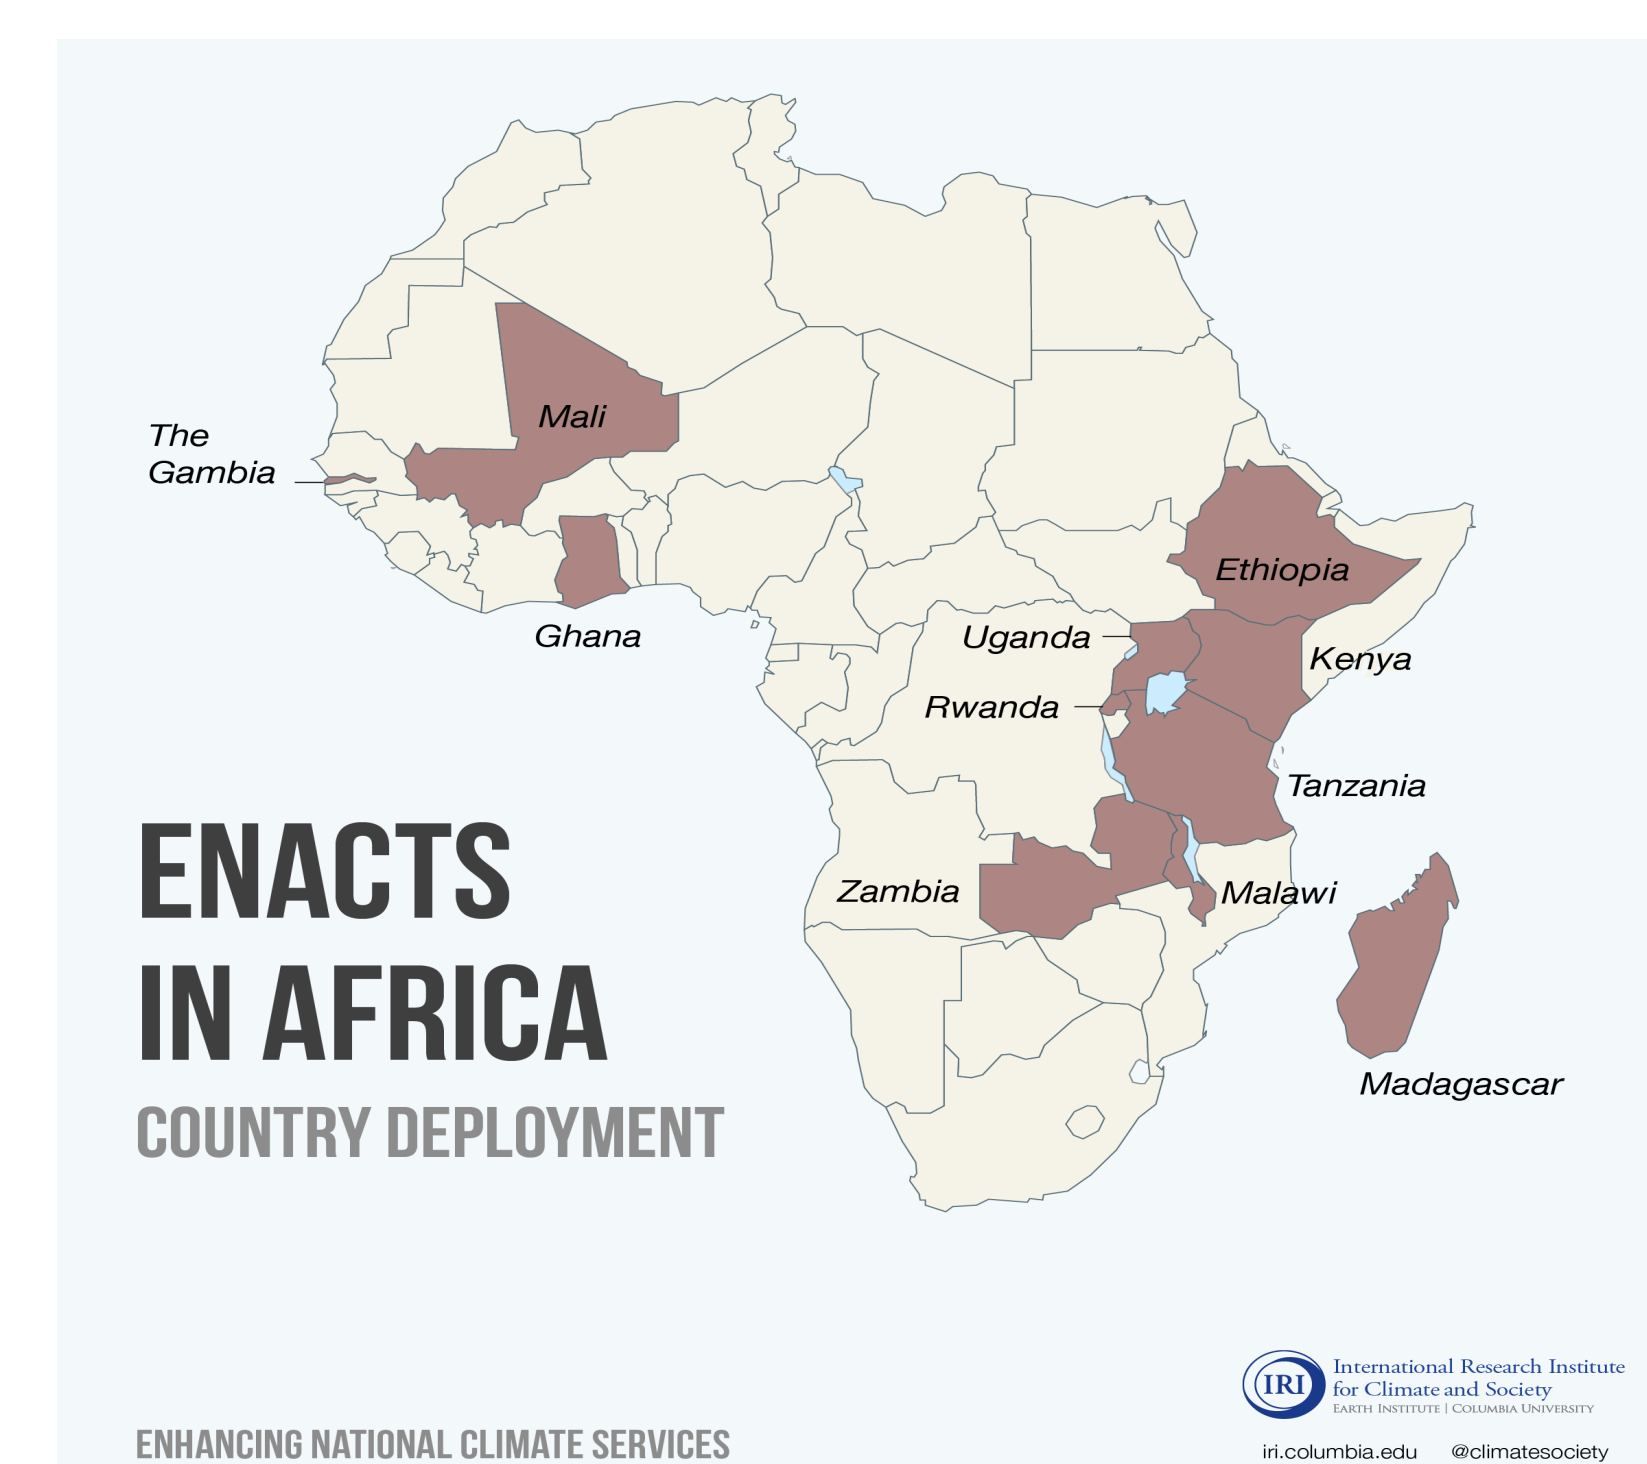 The
Gambia
Mali
Ghana
Ethiopia
Uganda
Kenya
Rwanda
Tanzania
Zambia
Malawi
Madagascar
ENACTS
IN AFRICA
COUNTRY DEPLOYMENT
ENHANCING NATIONAL CLIMATE SERVICES
IRI
International Research Institute
for Climate and Society
EARTH INSTITUTE | COLUMBIA UNIVERSITY
iri.columbia.edu @climatesociety